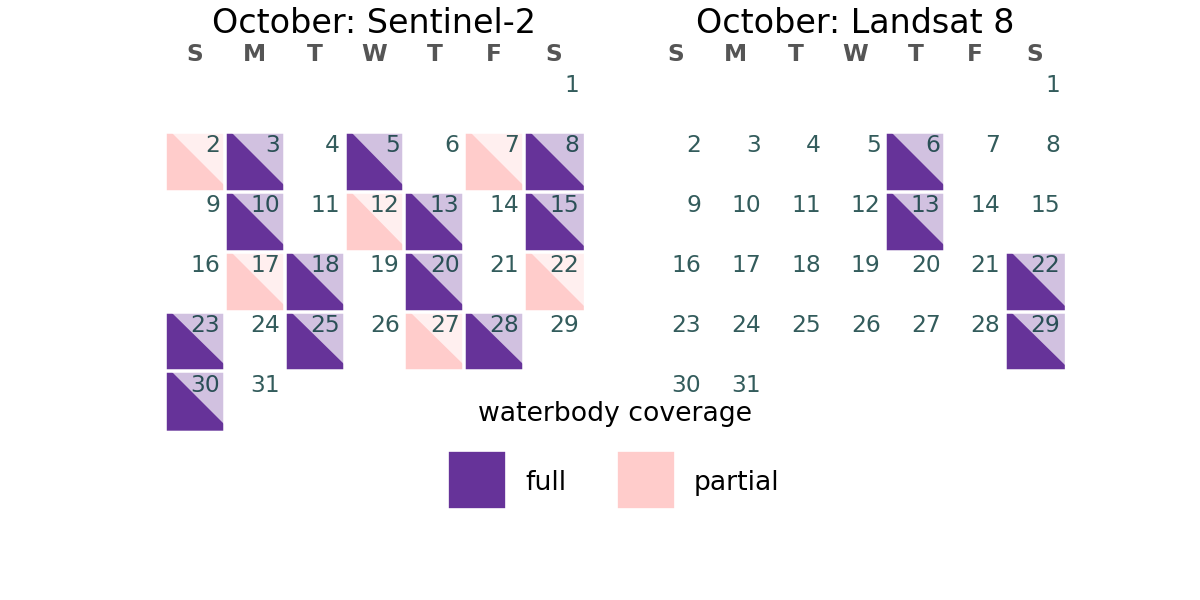 October: Sentinel-2
S M T W T F S
1
2 3 4 5 6 7 8
9 10 11 12 13 14 15
16 17 18 19 20 21 22
23 24 25 26 27 28 29
30 31
October: Landsat 8
S M T W T F S
1
2 3 4 5 6 7 8
9 10 11 12 13 14 15
16 17 18 19 20 21 22
23 24 25 26 27 28 29
30 31
waterbody coverage
full
partial